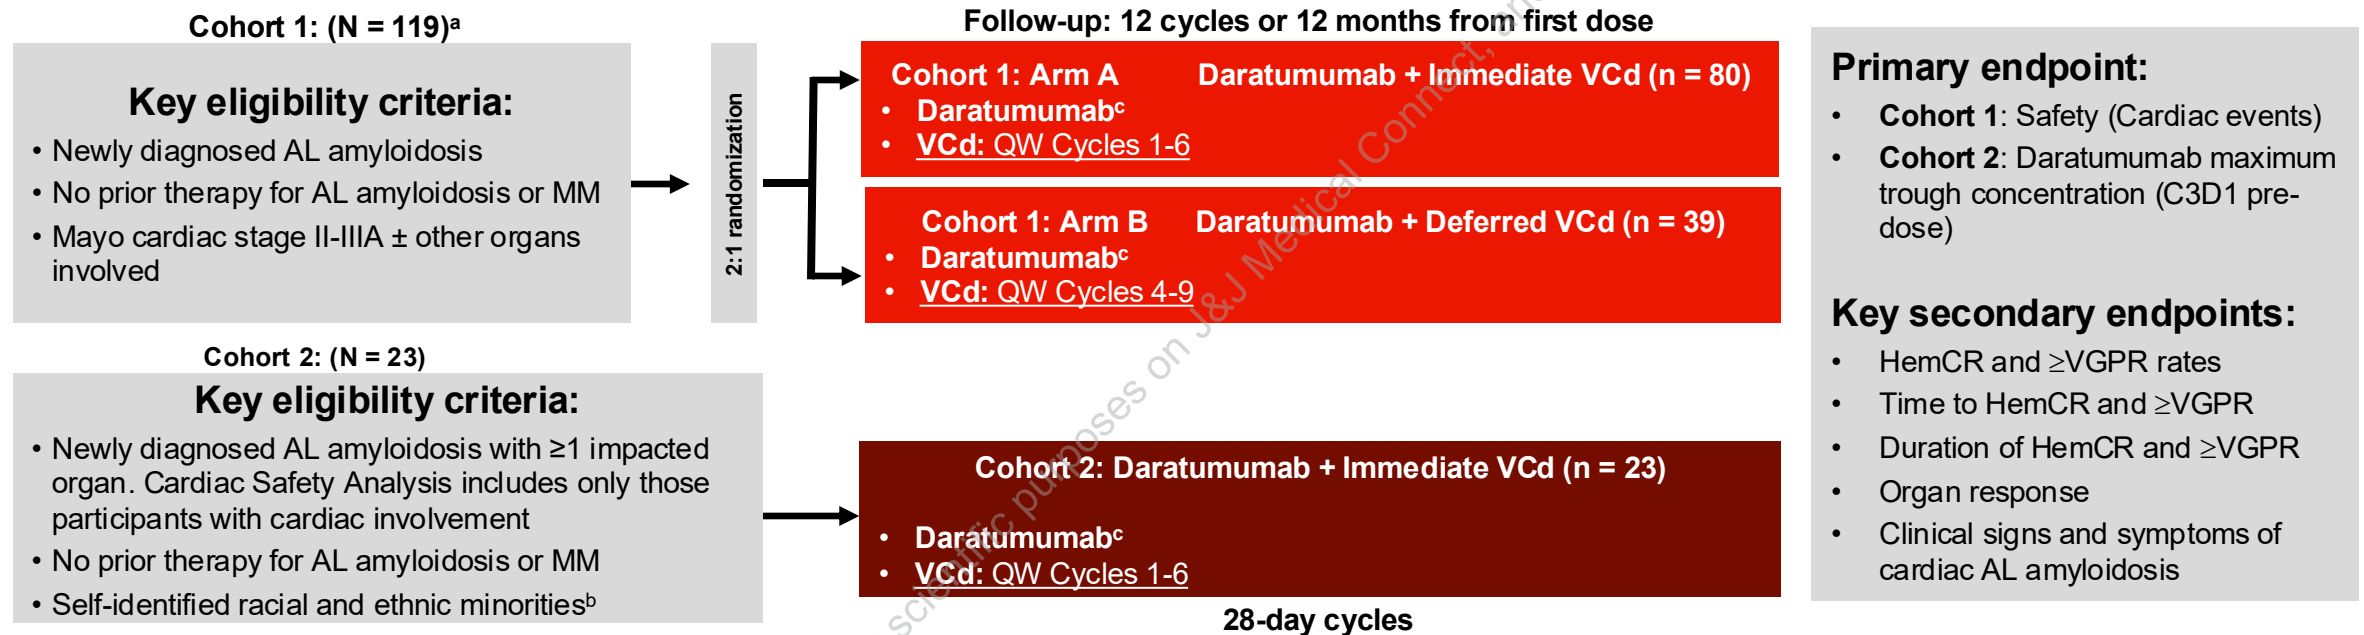 Cohort 1: (N = 119)ᵃ
Key eligibility criteria:
• Newly diagnosed AL amyloidosis
• No prior therapy for AL amyloidosis or MM
• Mayo cardiac stage II-IIIA ± other organs
involved
2:1 randomization
Follow-up: 12 cycles or 12 months from first dose
Cohort 1: Arm A Daratumumab + Immediate VCd (n = 80)
• Daratumumabᶜ
• VCd: QW Cycles 1-6
Cohort 1: Arm B Daratumumab + Deferred VCd (n = 39)
• Daratumumabᶜ
• VCd: QW Cycles 4-9
Cohort 2: (N = 23)
Key eligibility criteria:
• Newly diagnosed AL amyloidosis with ≥1 impacted
organ. Cardiac Safety Analysis includes only those
participants with cardiac involvement
• No prior therapy for AL amyloidosis or MM
• Self-identified racial and ethnic minoritiesᵇ
Cohort 2: Daratumumab + Immediate VCd (n = 23)
• Daratumumabᶜ
• VCd: QW Cycles 1-6
28-day cycles
Primary endpoint:
• Cohort 1: Safety (Cardiac events)
• Cohort 2: Daratumumab maximum
trough concentration (C3D1 pre-
dose)
Key secondary endpoints:
• HemCR and ≥VGPR rates
• Time to HemCR and ≥VGPR
• Duration of HemCR and ≥VGPR
• Organ response
• Clinical signs and symptoms of
cardiac AL amyloidosis
scientific purposes on J&J Medical Connect, an